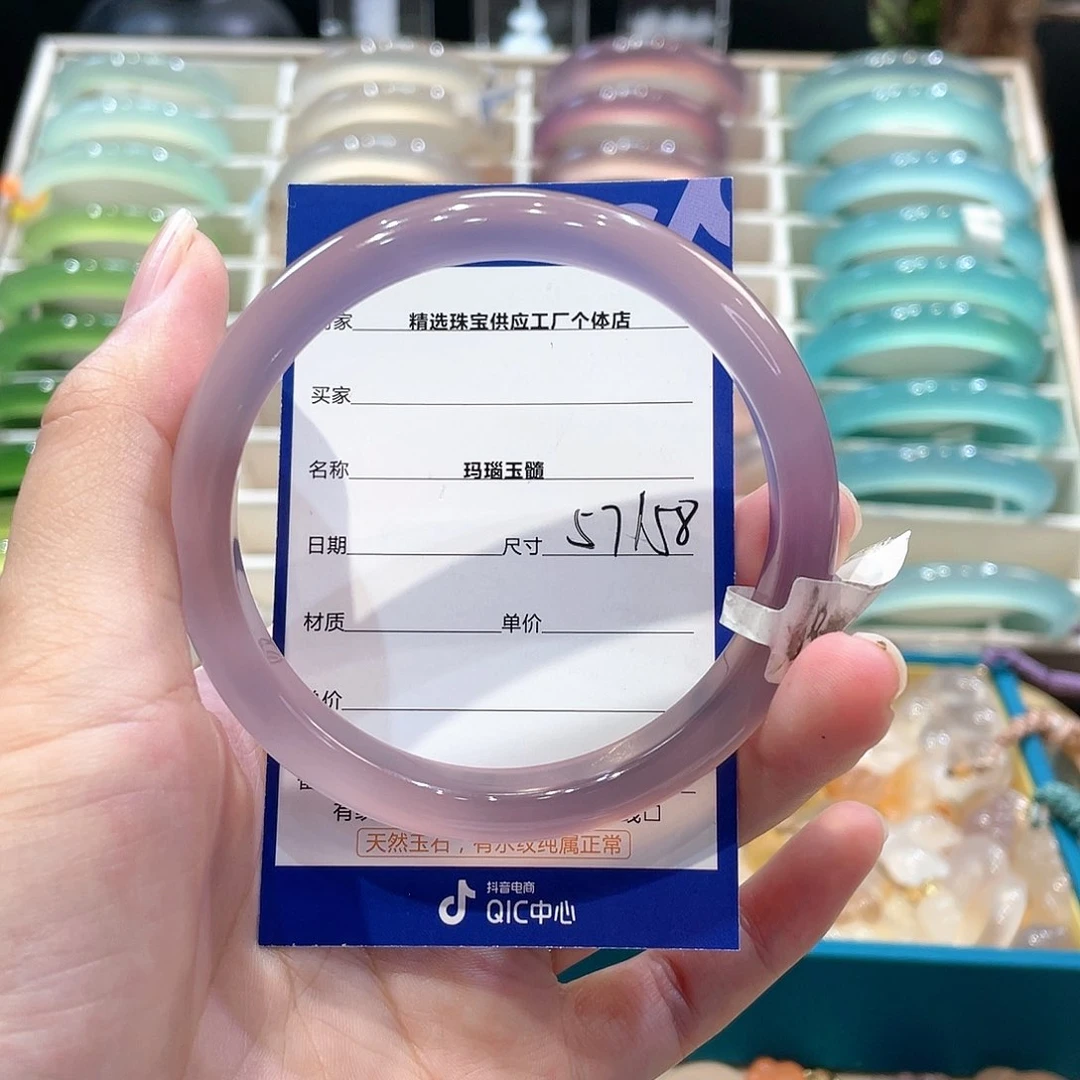 家 精选珠宝供应工厂个体店
买家
名称 玛瑙玉髓
日期 尺寸 57/58
材质 单价
价
有
天然玉石，有水纹纯属正常
抖音电商
QIC中心